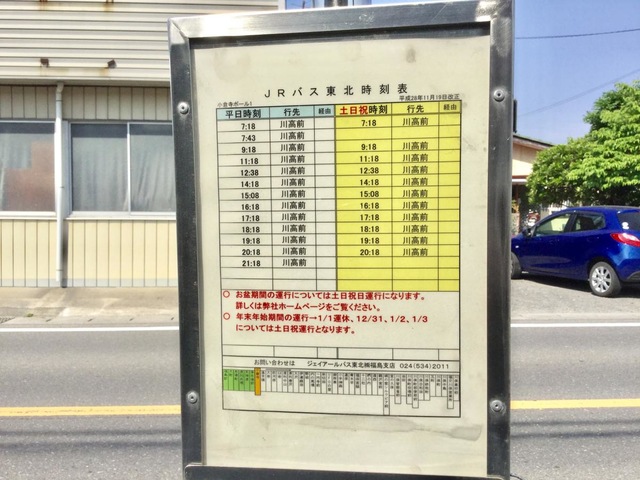 JRバス東北時刻表
小倉寺ポール1 平成28年11月19日改正
平日時刻 行先 経由 土日祝時刻 行先 経由
7:18 川高前 7:18 川高前
7:43 川高前
9:18 川高前 9:18 川高前
11:18 川高前 11:18 川高前
12:38 川高前 12:38 川高前
14:18 川高前 14:18 川高前
15:08 川高前 15:08 川高前
16:18 川高前 16:18 川高前
17:18 川高前 17:18 川高前
18:18 川高前 18:18 川高前
19:18 川高前 19:18 川高前
20:18 川高前 20:18 川高前
21:18 川高前
○ お盆期間の運行については土日祝日運行になります。
詳しくは弊社ホームページをご覧ください。
○ 年末年始期間の運行→1/1運休、12/31、1/2、1/3
については土日祝運行となります。
お問い合わせは ジェイアールバス東北㈱福島支店 024(534)2011